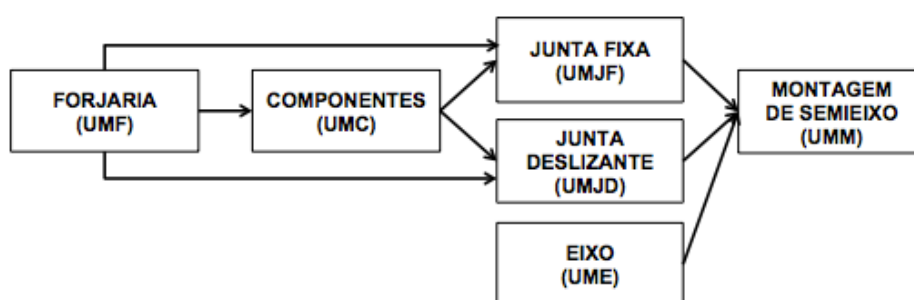 FORJARIA
(UMF)
COMPONENTES
(UMC)
JUNTA FIXA
(UMJF)
JUNTA
DESLIZANTE
(UMJD)
EIXO
(UME)
MONTAGEM
DE SEMIEIXO
(UMM)